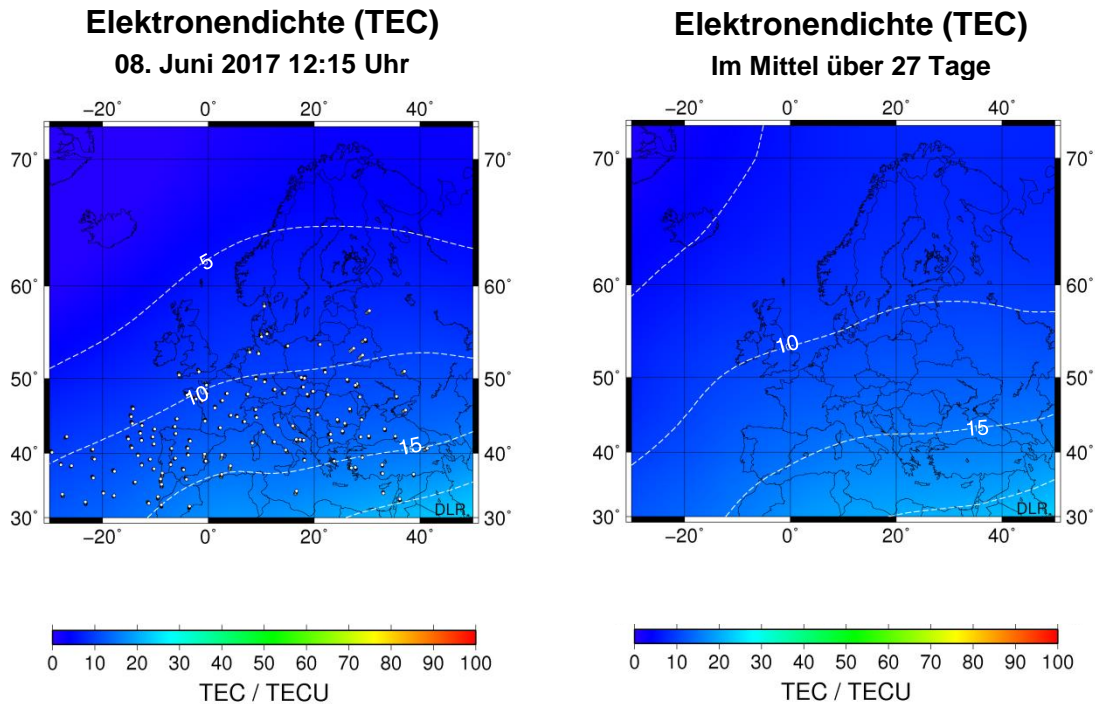 Elektronendichte (TEC)
08. Juni 2017 12:15 Uhr
−20˚ 0˚ 20˚ 40˚
70˚ 70˚
5
60˚ 60˚
50˚ 50˚
10
15
40˚ 40˚
30˚ DLR 30˚
−20˚ 0˚ 20˚ 40˚
0 10 20 30 40 50 60 70 80 90 100
TEC / TECU
Elektronendichte (TEC)
Im Mittel über 27 Tage
−20˚ 0˚ 20˚ 40˚
70˚ 70˚
60˚ 60˚
10
50˚ 50˚
15
40˚ 40˚
30˚ DLR 30˚
−20˚ 0˚ 20˚ 40˚
0 10 20 30 40 50 60 70 80 90 100
TEC / TECU